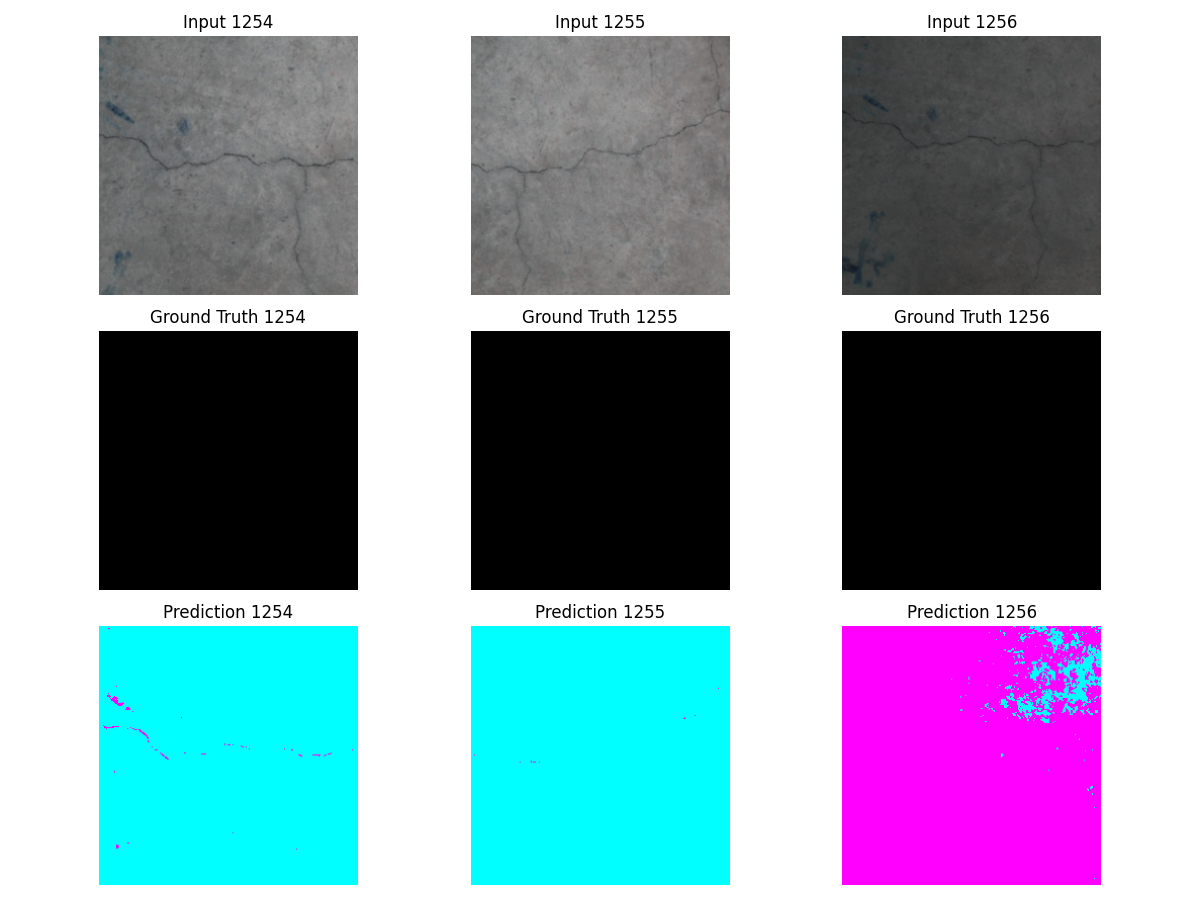 Input 1254
Input 1255
Input 1256
Ground Truth 1254
Ground Truth 1255
Ground Truth 1256
Prediction 1254
Prediction 1255
Prediction 1256